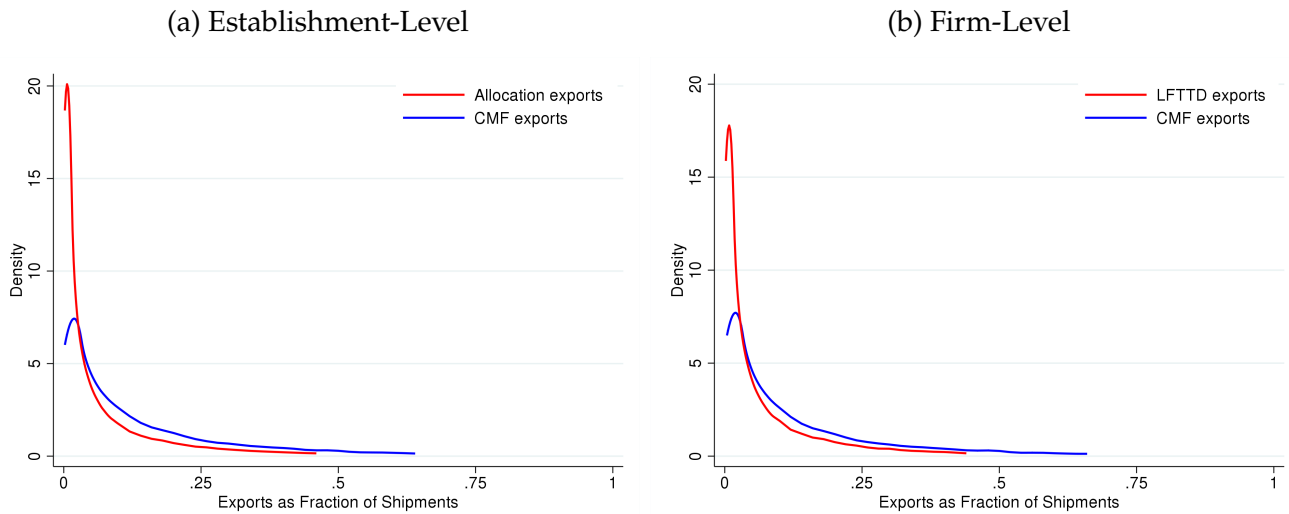 (a) Establishment-Level
20
15
10
5
0
Density
Allocation exports
CMF exports
0 .25 .5 .75 1
Exports as Fraction of Shipments
(b) Firm-Level
20
15
10
5
0
Density
LFTTD exports
CMF exports
0 .25 .5 .75 1
Exports as Fraction of Shipments